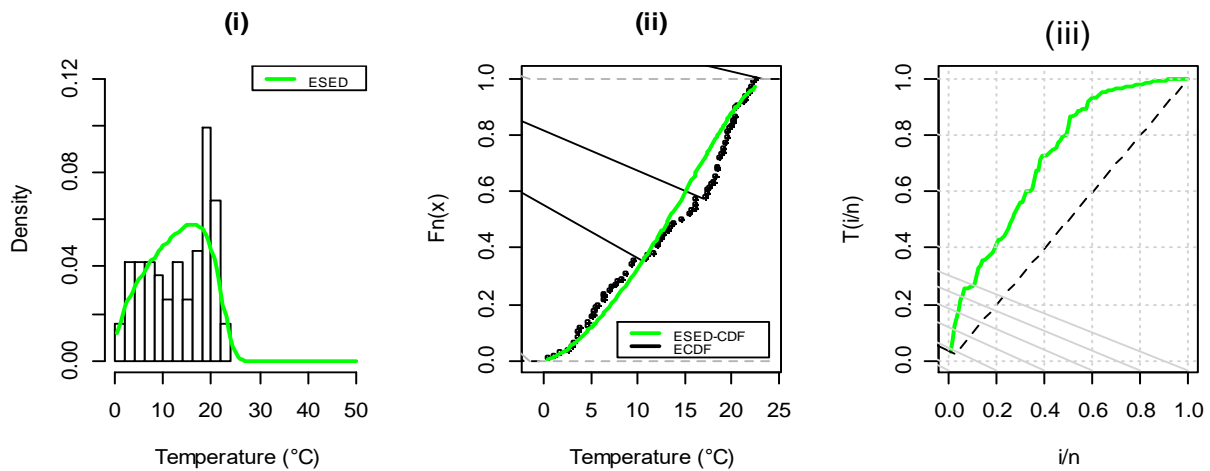 (i)
ESED
Density
0.00
0.04
0.08
0.12
0 10 20 30 40 50
Temperature (°C)
(ii)
ESED-CDF
ECDF
Fn(x)
0.0
0.2
0.4
0.6
0.8
1.0
0 5 10 15 20 25
Temperature (°C)
(iii)
T(i/n)
0.0
0.2
0.4
0.6
0.8
1.0
0.0 0.2 0.4 0.6 0.8 1.0
i/n